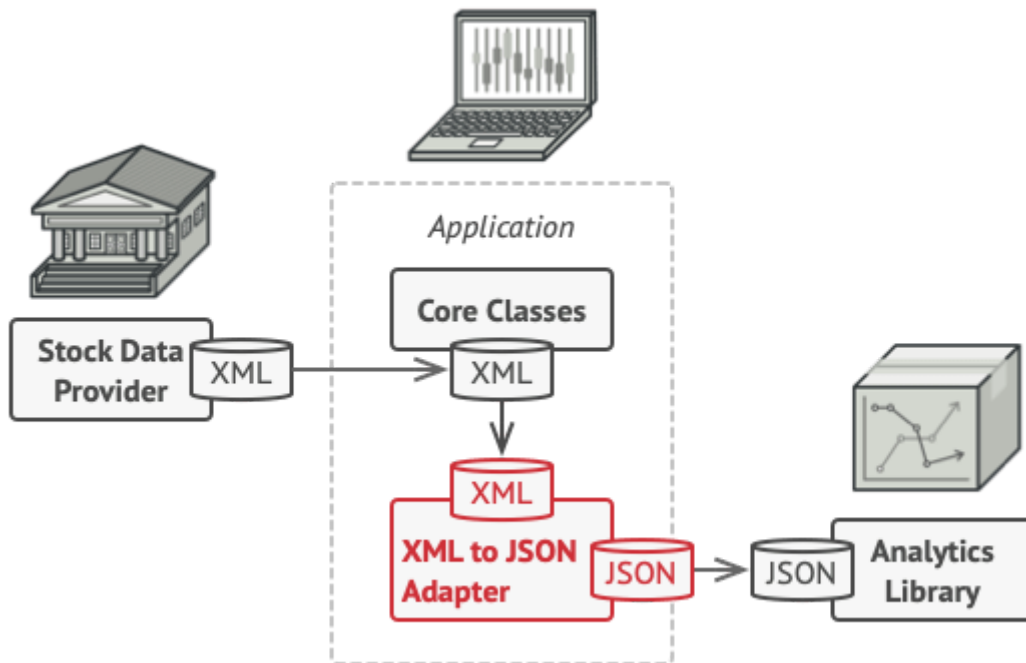 Application
Core Classes
Stock Data
Provider
XML
XML
XML
XML to JSON
Adapter
JSON
JSON
Analytics
Library